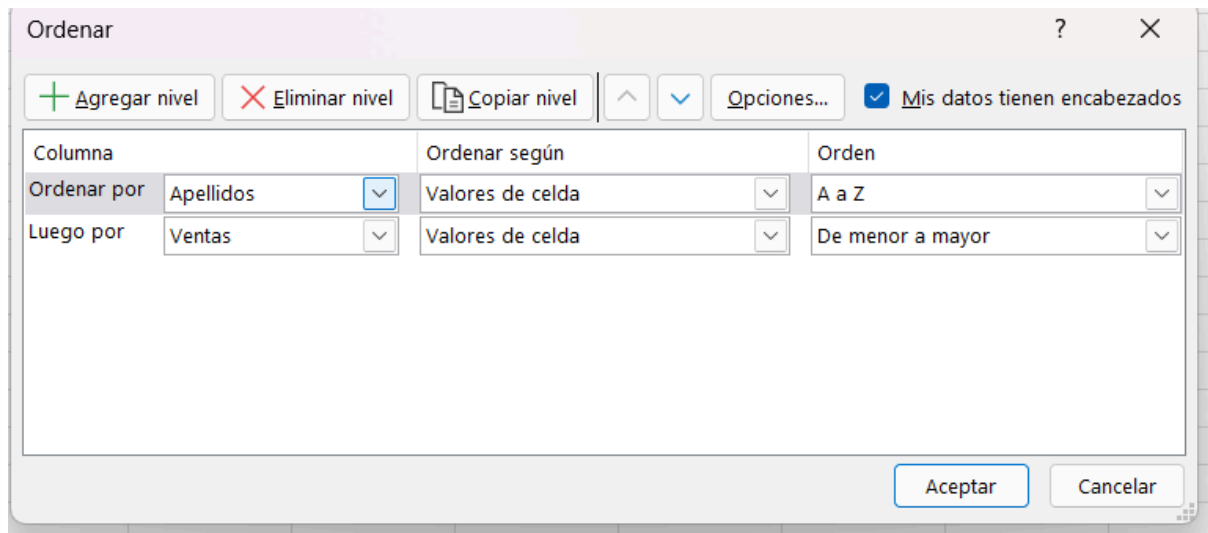 Ordenar ?
Agregar nivel Eliminar nivel Copiar nivel Opciones... Mis datos tienen encabezados
Columna Ordenar según Orden
Ordenar por Apellidos Valores de celda A a Z
Luego por Ventas Valores de celda De menor a mayor
Aceptar Cancelar